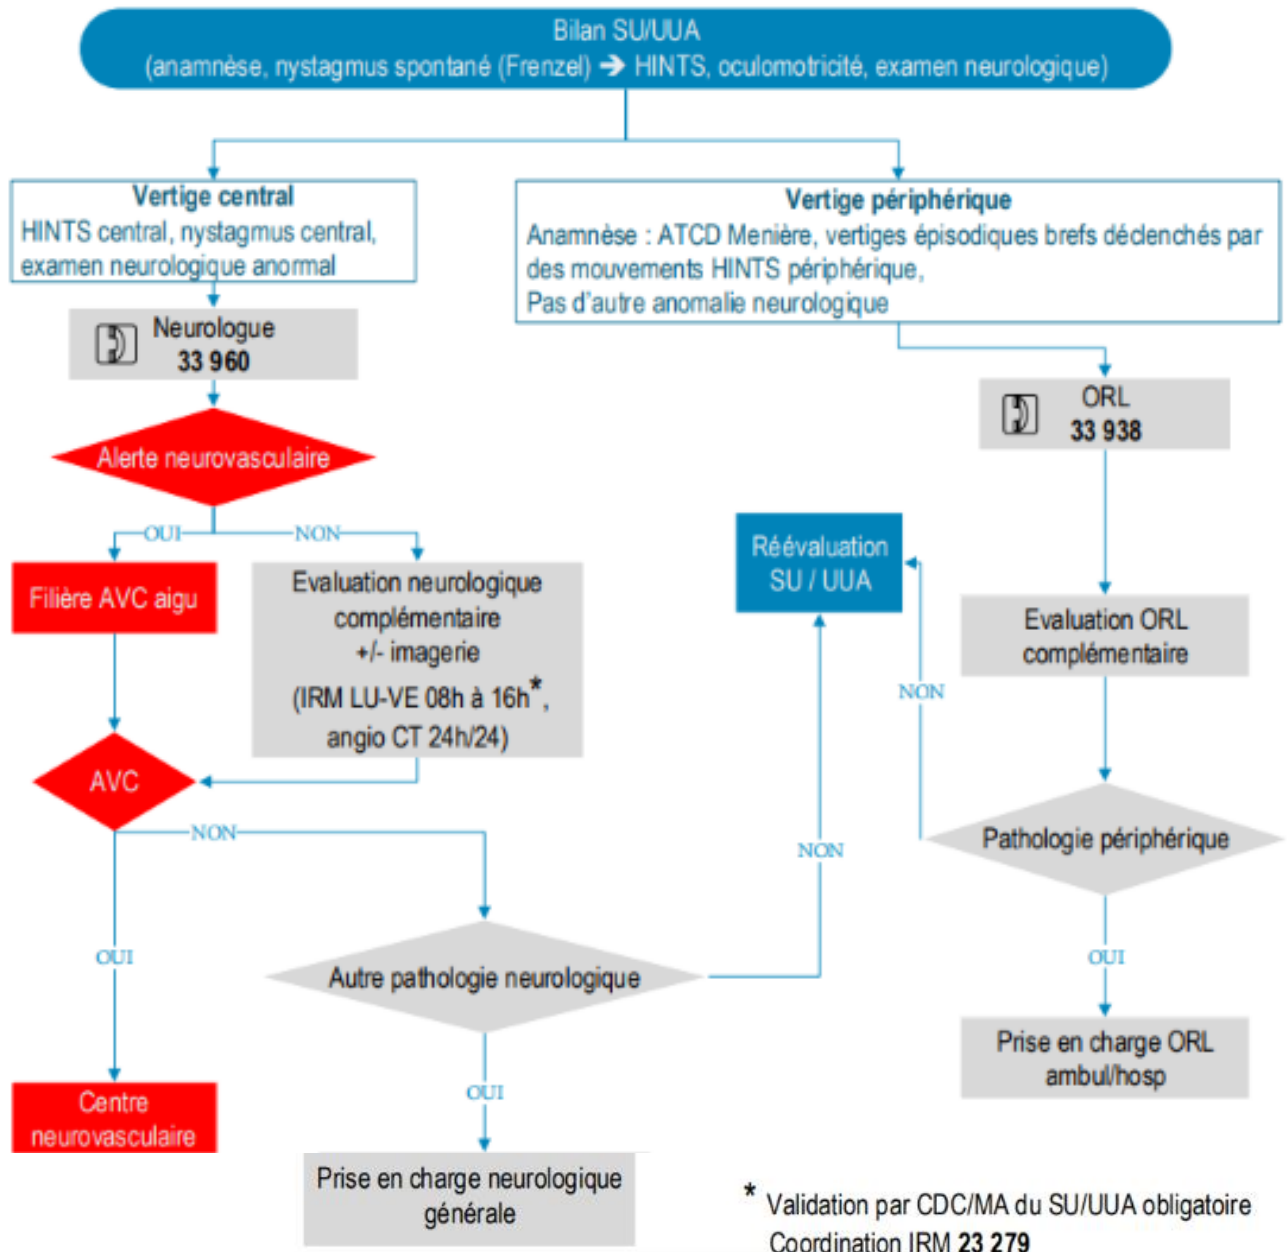 Bilan SU/UUA
(anamnèse, nystagmus spontané (Frenzel) ➔ HINTS, oculomotricité, examen neurologique)
Vertige central
HINTS central, nystagmus central,
examen neurologique anormal
Vertige périphérique
Anamnèse : ATCD Menière, vertiges épisodiques brefs déclenchés par
des mouvements HINTS périphérique,
Pas d'autre anomalie neurologique
Neurologue
33 960
ORL
33 938
Alerte neurovasculaire
OUI
NON
Filière AVC aigu
Evaluation neurologique
complémentaire
+/- imagerie
(IRM LU-VE 08h à 16h*,
angio CT 24h/24)
Réévaluation
SU / UUA
Evaluation ORL
complémentaire
NON
AVC
NON
NON
Pathologie périphérique
OUI
Autre pathologie neurologique
OUI
Prise en charge ORL
ambul/hosp
OUI
Centre
neurovasculaire
Prise en charge neurologique
générale
* Validation par CDC/MA du SU/UUA obligatoire
Coordination IRM 23 279